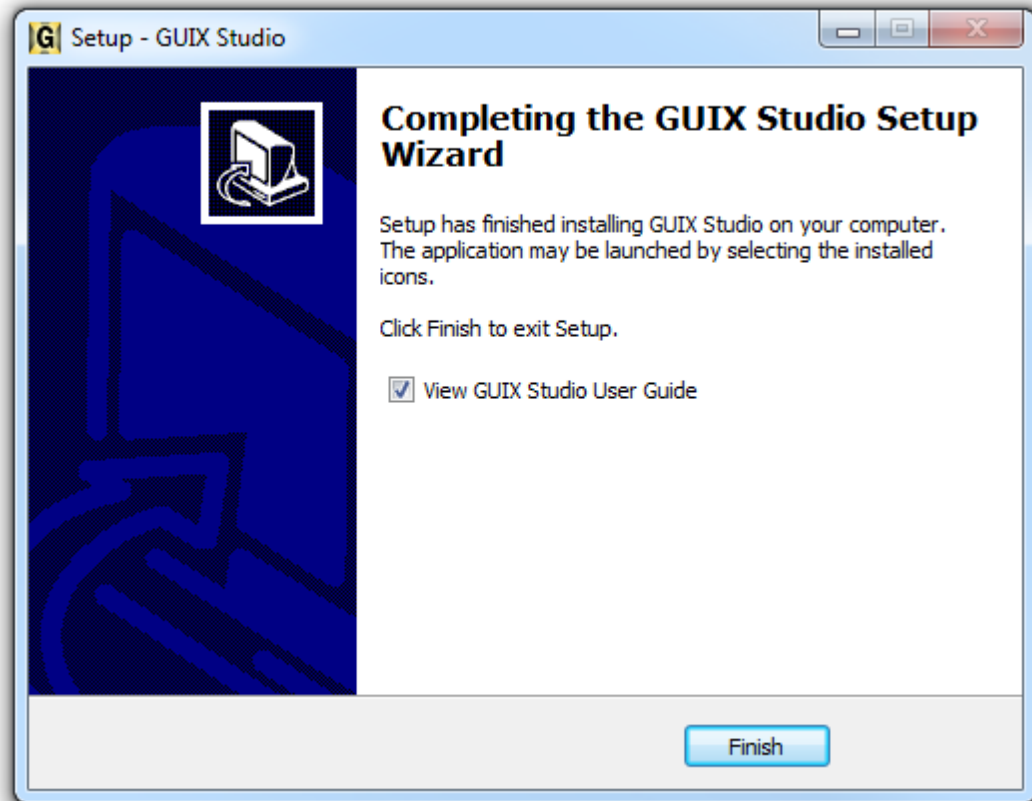 G Setup - GUIX Studio
Completing the GUIX Studio Setup
Wizard
Setup has finished installing GUIX Studio on your computer.
The application may be launched by selecting the installed
icons.
Click Finish to exit Setup.
View GUIX Studio User Guide
Finish